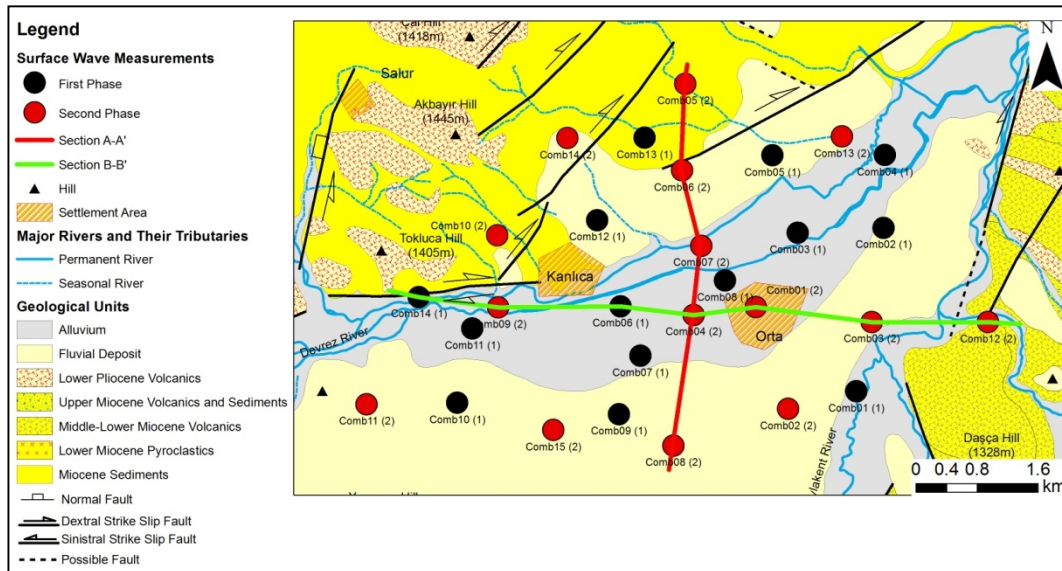 Legend
Surface Wave Measurements
First Phase
Second Phase
Section A-A'
Section B-B'
Hill
Settlement Area
Major Rivers and Their Tributaries
Permanent River
Seasonal River
Geological Units
Alluvium
Fluvial Deposit
Lower Pliocene Volcanics
Upper Miocene Volcanics and Sediments
Middle-Lower Miocene Volcanics
Lower Miocene Pyroclastics
Miocene Sediments
Normal Fault
Dextral Strike Slip Fault
Sinistral Strike Slip Fault
Possible Fault
(1418m)
N
Salur
Akbayır Hill
(1445m)
Comb05 (2)
Comb14 (2)
Comb13 (1)
Comb13 (2)
Comb05 (1)
Comb04 (1)
Comb06 (2)
Comb10 (2)
Tokluca Hill
(1405m)
Comb12 (1)
Comb03 (1)
Comb02 (1)
Comb07 (2)
Kanlıca
Comb08 (1)
Comb01 (2)
Comb14 (1)
Comb09 (2)
Comb06 (1)
Comb04 (2)
Comb03 (2)
Comb12 (2)
Devrez River
Comb11 (1)
Orta
Comb07 (1)
Comb01 (1)
Comb11 (2)
Comb10 (1)
Comb09 (1)
Comb02 (2)
Comb15 (2)
Comb08 (2)
River
Daşça Hill
(1328m)
0 0.4 0.8 1.6
km